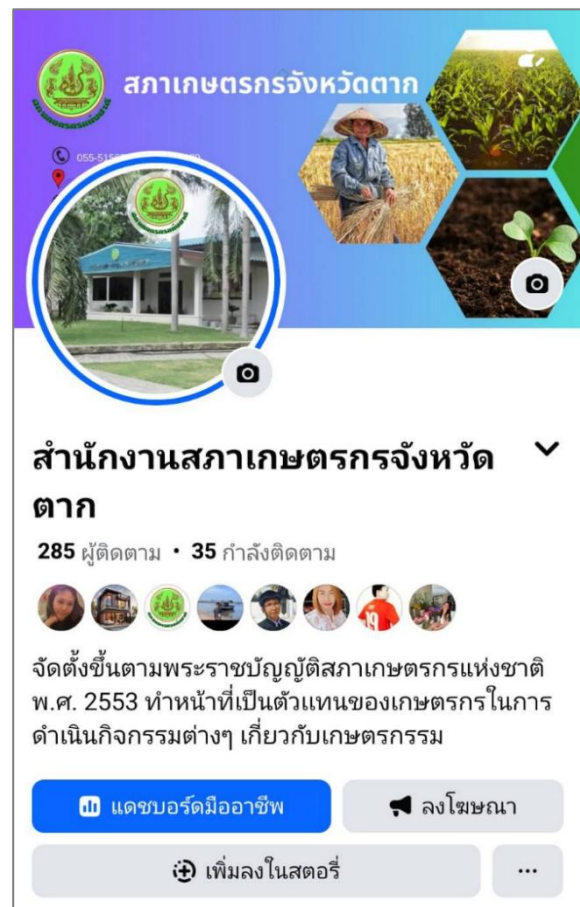 สภาเกษตรกรจังหวัดตาก
สำนักงานสภาเกษตรกรจังหวัด
ตาก
285 ผู้ติดตาม • 35 กำลังติดตาม
19
จัดตั้งขึ้นตามพระราชบัญญัติสภาเกษตรกรแห่งชาติ
พ.ศ. 2553 ทำหน้าที่เป็นตัวแทนของเกษตรกรในการ
ดำเนินกิจกรรมต่างๆ เกี่ยวกับเกษตรกรรม
แดชบอร์ดมืออาชีพ
ลงโฆษณา
เพิ่มลงในสตอรี่